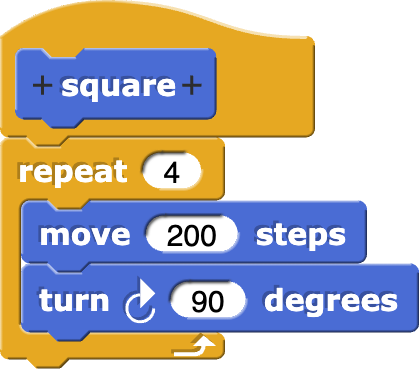 + square +
repeat 4
move 200 steps
turn 90 degrees